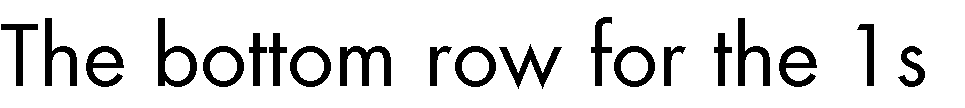 The bottom row for the 1s